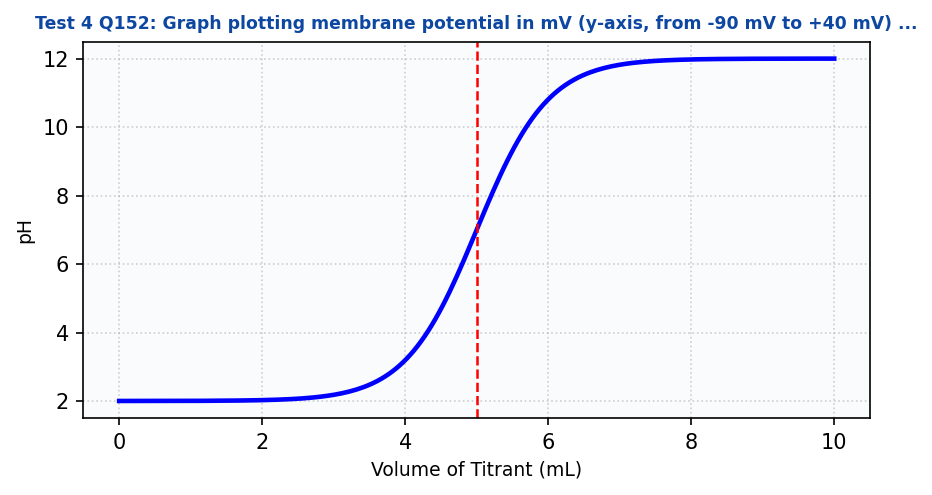 Test 4 Q152: Graph plotting membrane potential in mV (y-axis, from -90 mV to +40 mV) ...
12
10
8
6
4
2
pH
0 2 4 6 8 10
Volume of Titrant (mL)